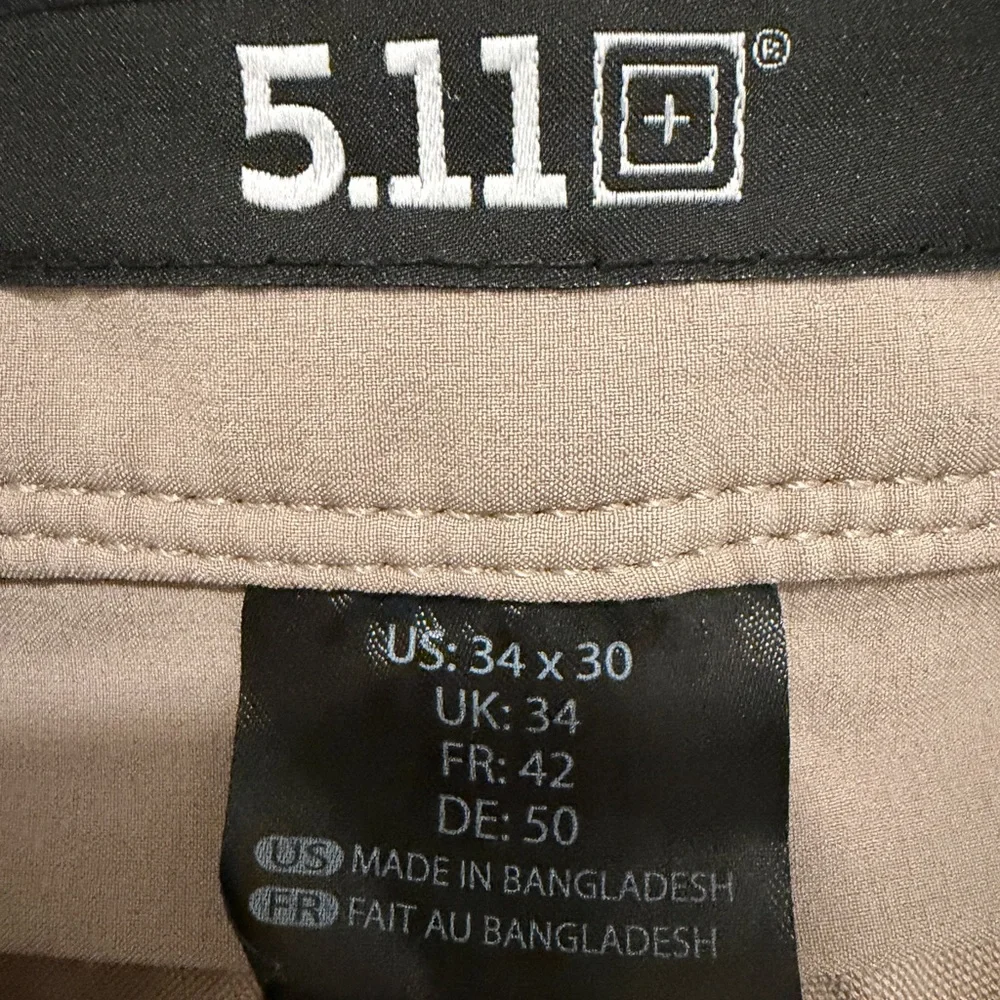 5.11®
US: 34 x 30
UK: 34
FR: 42
DE: 50
US MADE IN BANGLADESH
FR FAIT AU BANGLADESH